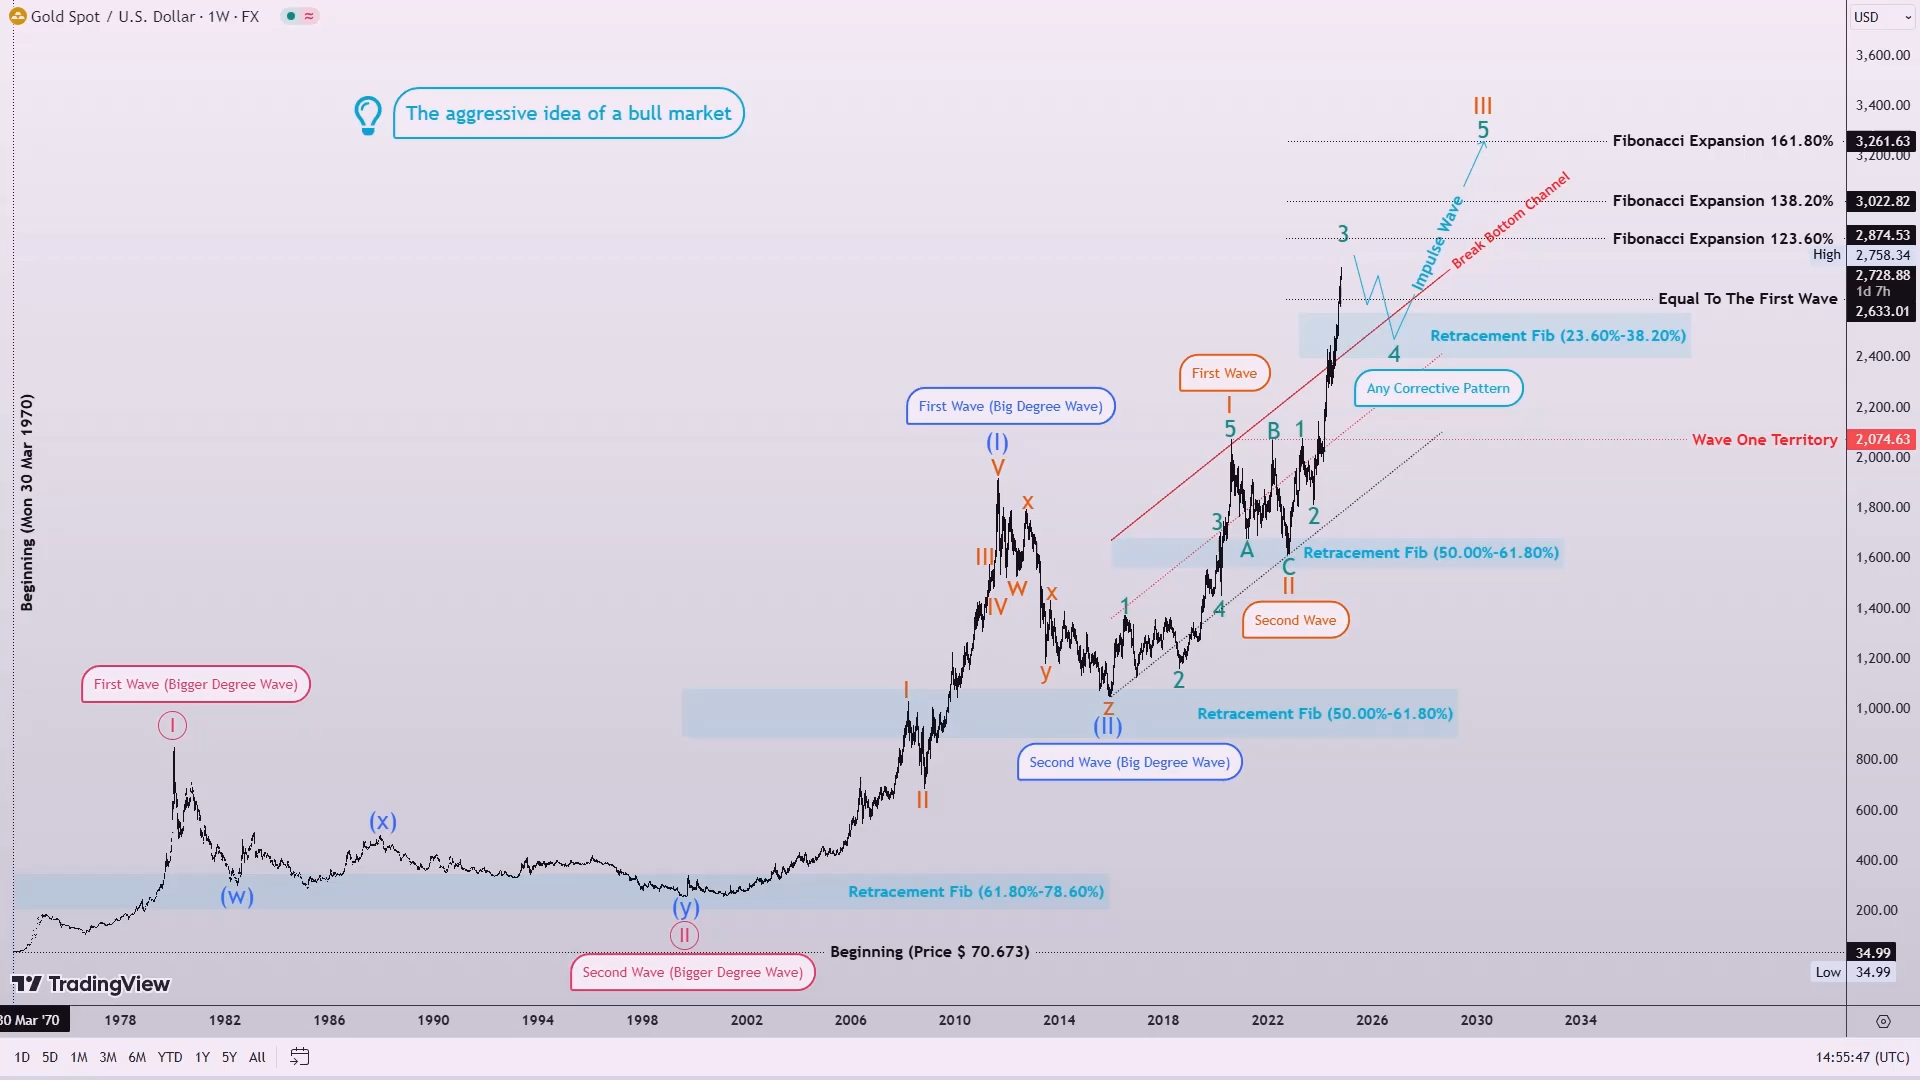 Gold Spot / U.S. Dollar · 1W · FX
USD
3,600.00
The aggressive idea of a bull market
III
3,400.00
5
Fibonacci Expansion 161.80%
3,261.63
3,200.00
Break Bottom Channel
Impulse Wave
Fibonacci Expansion 138.20%
3,022.82
3
Fibonacci Expansion 123.60%
2,874.53
High
2,758.34
2,728.88
1d 7h
Equal To The First Wave
2,633.01
Retracement Fib (23.60%-38.20%)
4
2,400.00
First Wave
Any Corrective Pattern
First Wave (Big Degree Wave)
I
2,200.00
5
B
1
(I)
Wave One Territory
2,074.63
2,000.00
V
x
1,800.00
3
2
A
III
Retracement Fib (50.00%-61.80%)
1,600.00
C
II
W
x
IV
1
4
1,400.00
Second Wave
Beginning (Mon 30 Mar 1970)
1,200.00
y
2
First Wave (Bigger Degree Wave)
I
I
z
Retracement Fib (50.00%-61.80%)
1,000.00
(II)
Second Wave (Big Degree Wave)
800.00
II
600.00
(x)
400.00
(w)
Retracement Fib (61.80%-78.60%)
(y)
200.00
II
Beginning (Price $ 70.673)
34.99
Second Wave (Bigger Degree Wave)
Low
34.99
TradingView
30 Mar '70
1978
1982
1986
1990
1994
1998
2002
2006
2010
2014
2018
2022
2026
2030
2034
1D
5D
1M
3M
6M
YTD
1Y
5Y
All
14:55:47 (UTC)